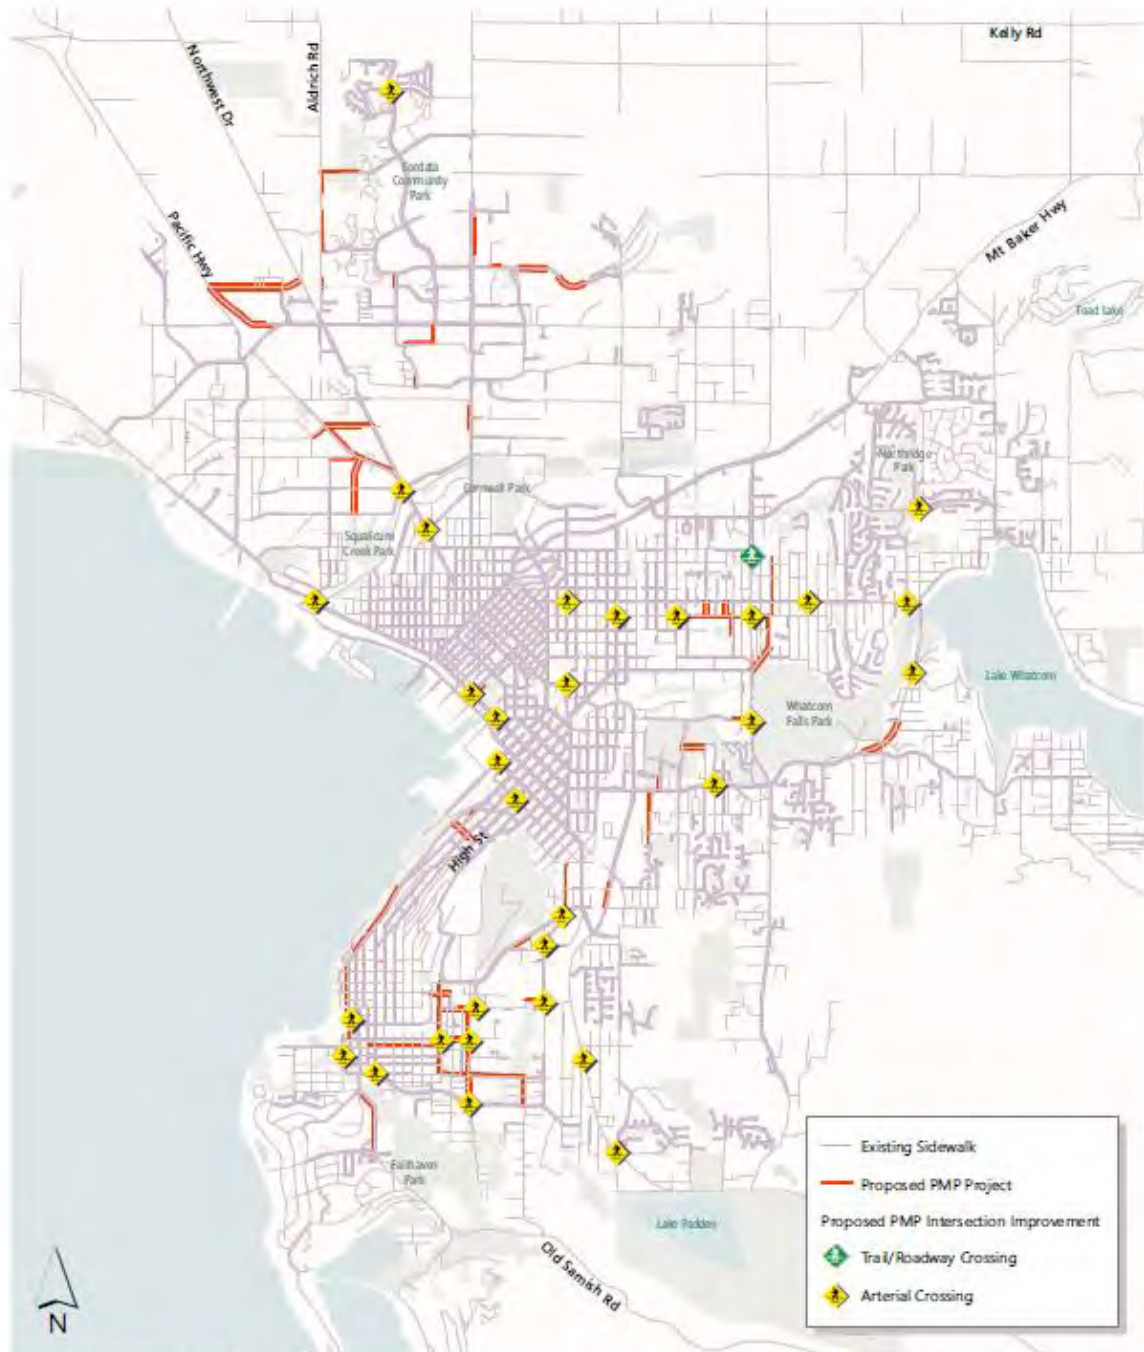 Kelly Rd
Northwest Dr
Aldrich Rd
Cordata
Community
Park
Mt Baker Hwy
Pacific Hwy
Toad Lake
Northridge
Park
Cornwall Park
Squalicum
Creek Park
Lake Whatcom
Whatcom
Falls Park
High St
Existing Sidewalk
Proposed PMP Project
Proposed PMP Intersection Improvement
Trail/Roadway Crossing
Arterial Crossing
Fairhaven
Park
Lake Padden
Old Samish Rd
N